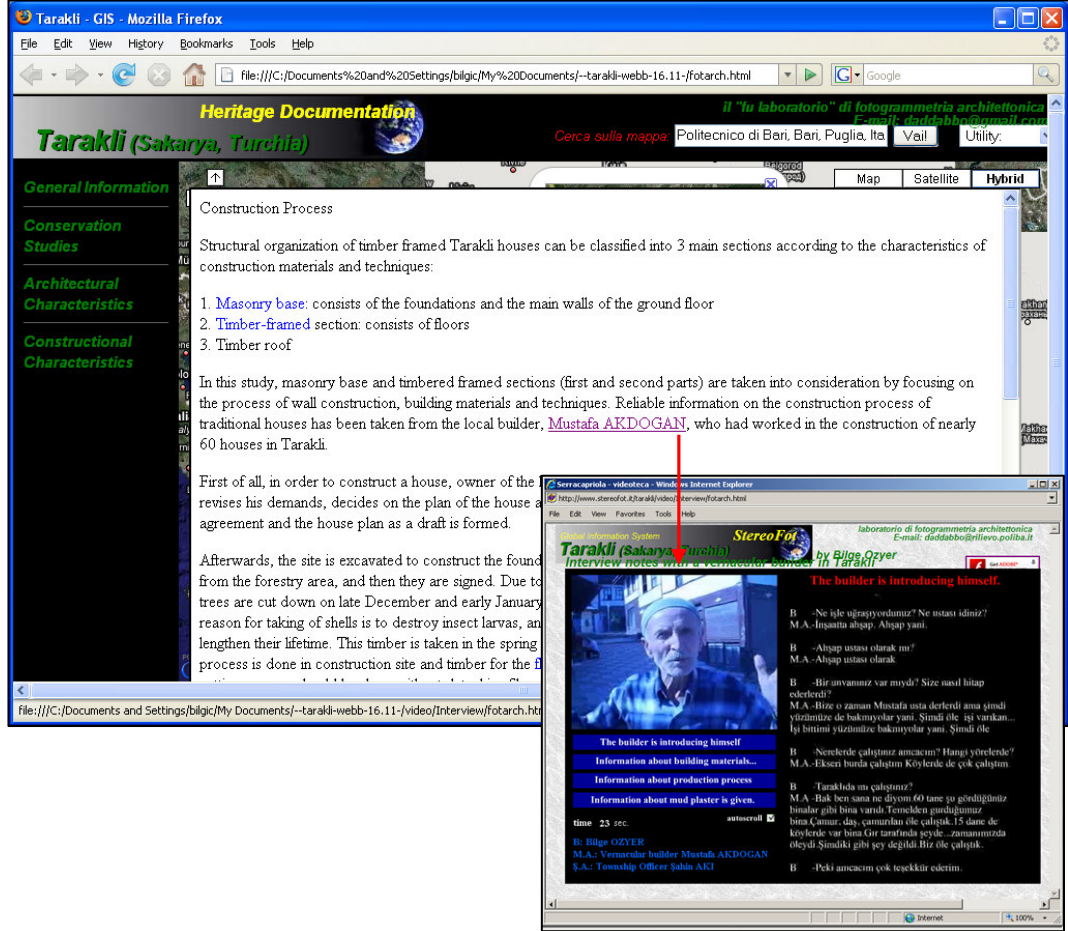 Tarakli - GIS - Mozilla Firefox
File Edit View History Bookmarks Tools Help
file:///C:/Documents%20and%20Settings/bilgic/My%20Documents/--tarakli-webb-16.11-/fotarch.html
Google
Heritage Documentation
il "fu laboratorio" di fotogrammetria architettonica
E-mail: daddabbo@gmail.com
Tarakli (Sakarya, Turchia)
Cerca sulla mappa: Politecnico di Bari, Bari, Puglia, Ita Vai! Utility:
Map Satellite Hybrid
General Information
Conservation
Studies
Architectural
Characteristics
Constructional
Characteristics
Construction Process
Structural organization of timber framed Tarakli houses can be classified into 3 main sections according to the characteristics of
construction materials and techniques:
1. Masonry base: consists of the foundations and the main walls of the ground floor
2. Timber-framed section: consists of floors
3. Timber roof
In this study, masonry base and timbered framed sections (first and second parts) are taken into consideration by focusing on
the process of wall construction, building materials and techniques. Reliable information on the construction process of
traditional houses has been taken from the local builder, Mustafa AKDOGAN, who had worked in the construction of nearly
60 houses in Tarakli.
First of all, in order to construct a house, owner of the
revises his demands, decides on the plan of the house a
agreement and the house plan as a draft is formed.
Afterwards, the site is excavated to construct the found
from the forestry area, and then they are signed. Due to
trees are cut down on late December and early January
reason for taking of shells is to destroy insect larvas, an
lengthen their lifetime. This timber is taken in the spring
process is done in construction site and timber for the fl
file:///C:/Documents and Settings/bilgic/My Documents/--tarakli-webb-16.11-/video/Interview/fotarch.htm
Serracapriola - videoteca - Windows Internet Explorer
http://www.stereofot.it/tarakli/video/Interview/fotarch.html
File Edit View Favorites Tools Help
Global Information System
StereoFot
laboratorio di fotogrammetria architettonica
E-mail: daddabbo@rilievo.poliba.it
Tarakli (Sakarya, Turchia)
by Bilge Ozyer
Interview notes with a vernacular builder in Tarakli
Get ADOBE
The builder is introducing himself.
B -Ne işle uğraşıyordunuz? Ne ustası idiniz?
M.A.-İnşaatta ahşap. Ahşap yani.
B -Ahşap ustası olarak mı?
M.A.-Ahşap ustası olarak
B -Bir unvanınız var mıydı? Size nasıl hitap
ederlerdi?
M.A.-Bize o zaman Mustafa usta derlerdi ama şimdi
yüzümüze de bakmıyolar yani. Şimdi öle işi varıkan...
İşi bittimi yüzümüze bakmıyolar yani. Şimdi öle
B -Nerelerde çalıştınız amcacım? Hangi yörelerde?
M.A.-Ekseri burda çalıştım Köylerde de çok çalıştım
B -Taraklıda mı çalıştınız?
M.A -Bak ben sana ne diyom.60 tane şu gördüğünüz
binalar gibi bina varıdı.Temelden gurduğumuz
bina.Çamur, daş, çamurılan öle çalıştık.15 dane de
köylerde var bina.Gır tarafında şeyde...zamanımızda
öleydi.Şimdiki gibi şey değildi.Biz öle çalıştık.
B -Peki amcacım çok teşekkür ederim.
The builder is introducing himself
Information about building materials...
Information about production process
Information about mud plaster is given.
time 23 sec.
autoscroll
B: Bilge OZYER
M.A.: Vernacular builder Mustafa AKDOGAN
Ş.A.: Township Officer Şahin AKI
Internet
100%